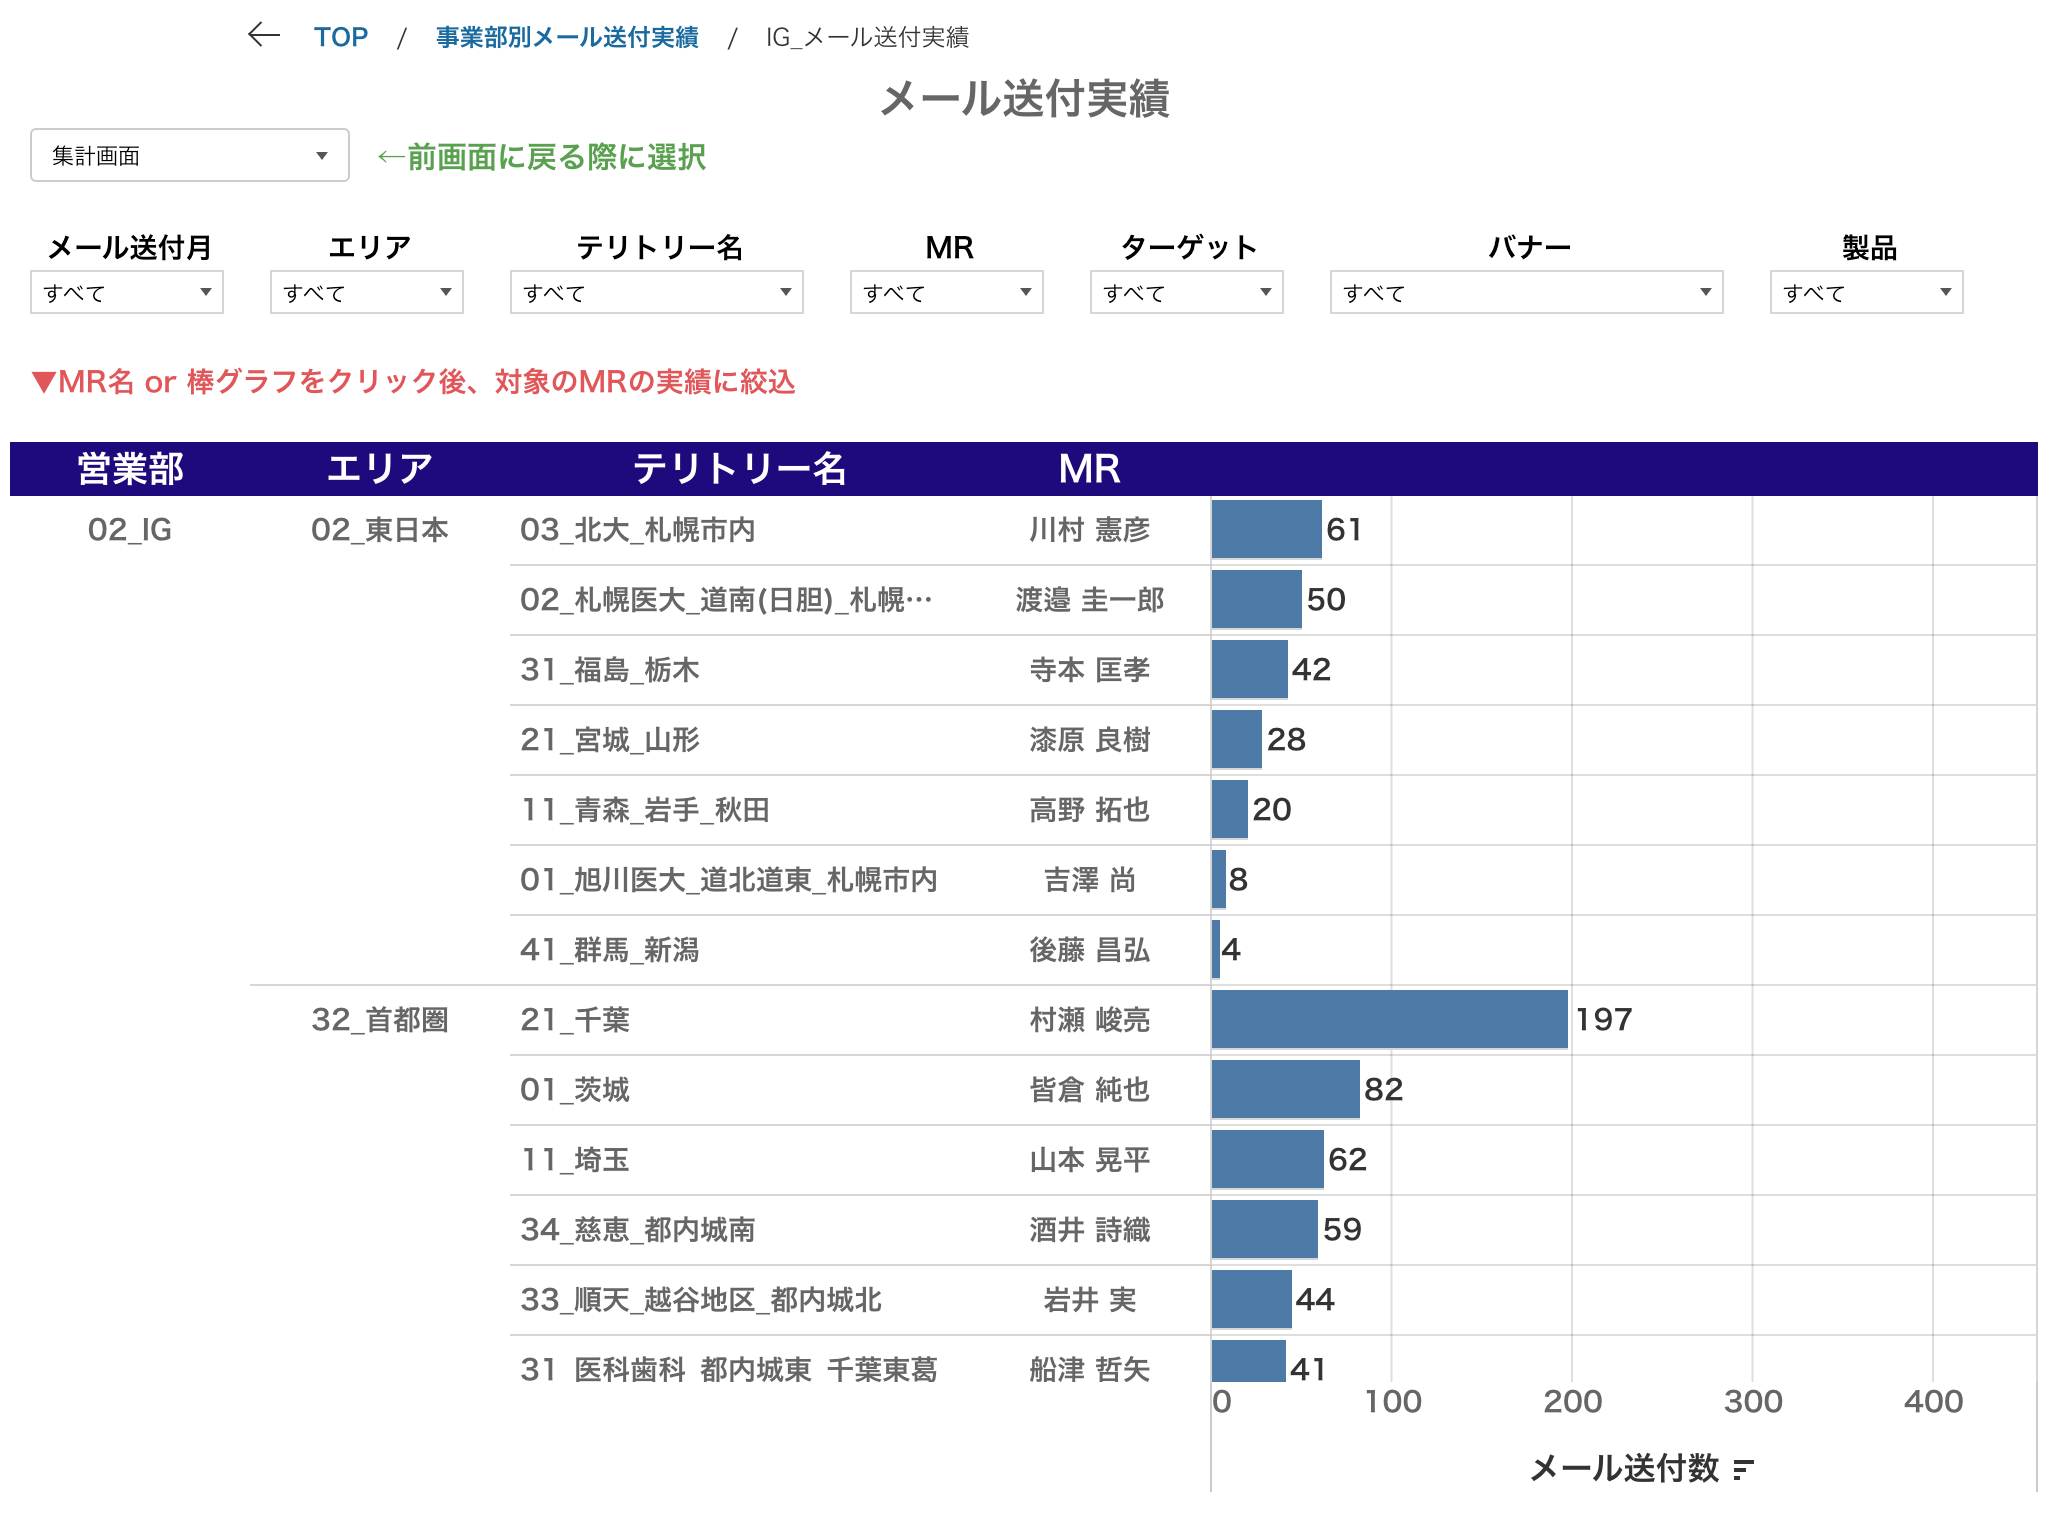 ← TOP / 事業部別メール送付実績 / IG_メール送付実績
メール送付実績
集計画面
←前画面に戻る際に選択
メール送付月 エリア テリトリー名 MR ターゲット バナー 製品
すべて すべて すべて すべて すべて すべて すべて
▼MR名 or 棒グラフをクリック後、対象のMRの実績に絞込
営業部 エリア テリトリー名 MR
02_IG 02_東日本 03_北大_札幌市内 川村 憲彦 61
02_札幌医大_道南(日胆)_札幌… 渡邉 圭一郎 50
31_福島_栃木 寺本 匡孝 42
21_宮城_山形 漆原 良樹 28
11_青森_岩手_秋田 高野 拓也 20
01_旭川医大_道北道東_札幌市内 吉澤 尚 8
41_群馬_新潟 後藤 昌弘 4
32_首都圏 21_千葉 村瀬 峻亮 197
01_茨城 皆倉 純也 82
11_埼玉 山本 晃平 62
34_慈恵_都内城南 酒井 詩織 59
33_順天_越谷地区_都内城北 岩井 実 44
31 医科歯科 都内城東 千葉東葛 船津 哲矢 41
0 100 200 300 400
メール送付数